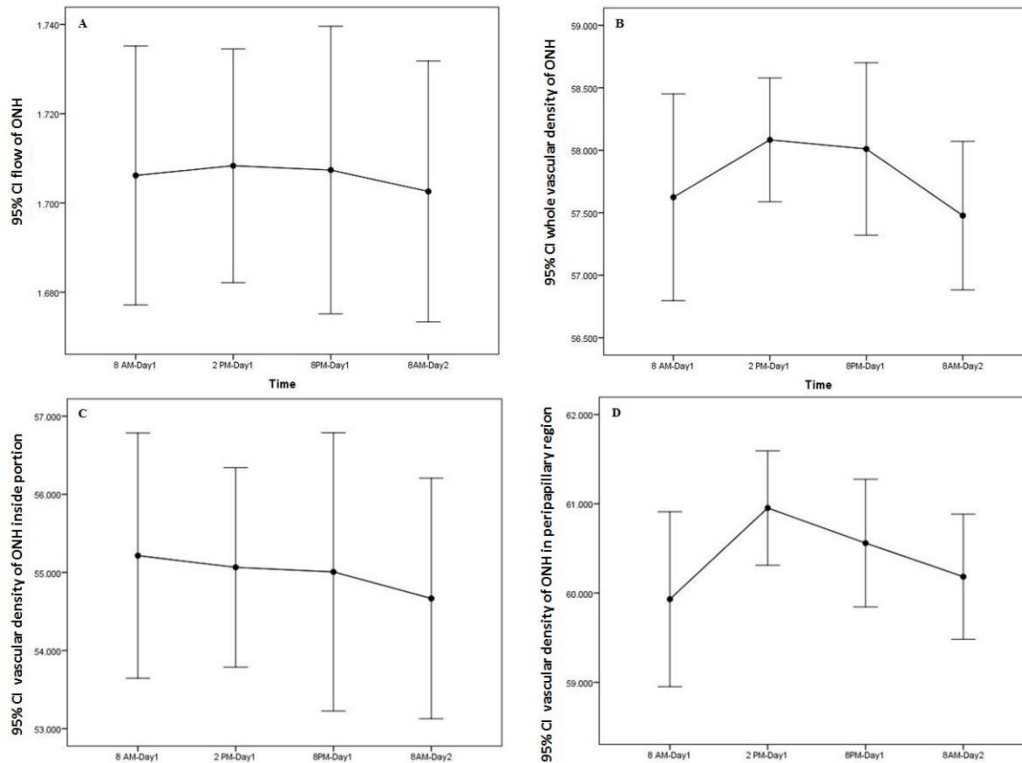 A
95% CI flow of ONH
1.740
1.720
1.700
1.680
8 AM-Day1
2 PM-Day1
8PM-Day1
8AM-Day2
Time
B
95% CI whole vascular density of ONH
59.000
58.500
58.000
57.500
57.000
56.500
8 AM-Day1
2 PM-Day1
8PM-Day1
8AM-Day2
Time
C
95% CI vascular density of ONH inside portion
57.000
56.000
55.000
54.000
53.000
8 AM-Day1
2 PM-Day1
8PM-Day1
8AM-Day2
D
95% CI vascular density of ONH in peripapillary region
62.000
61.000
60.000
59.000
8 AM-Day1
2 PM-Day1
8PM-Day1
8AM-Day2